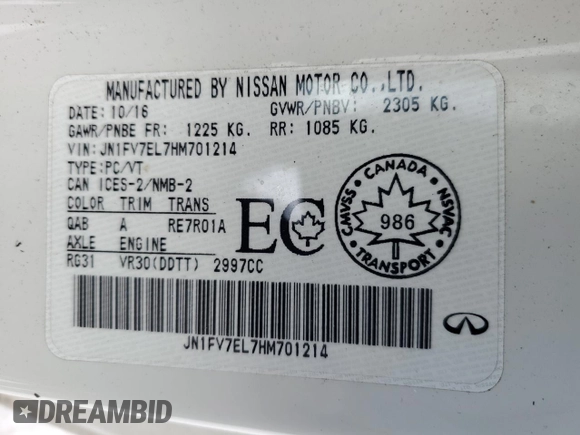 MANUFACTURED BY NISSAN MOTOR CO.,LTD.
DATE: 10/16 GVWR/PNBV: 2305 KG.
GAWR/PNBE FR: 1225 KG. RR: 1085 KG.
VIN: JN1FV7EL7HM701214
TYPE: PC/VT
CAN ICES-2/NMB-2
COLOR TRIM TRANS
QAB A RE7R01A
AXLE ENGINE
RG31 VR30(DDTT) 2997CC
EC
CANADA
CMVSS NSVAC
986
TRANSPORT
JN1FV7EL7HM701214
DREAMBID